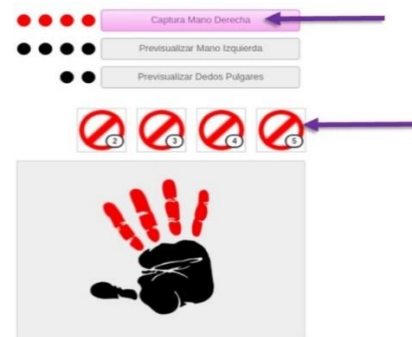 Captura Mano Derecha
Previsualizar Mano Izquierda
Previsualizar Dedos Pulgares
2 3 4 5